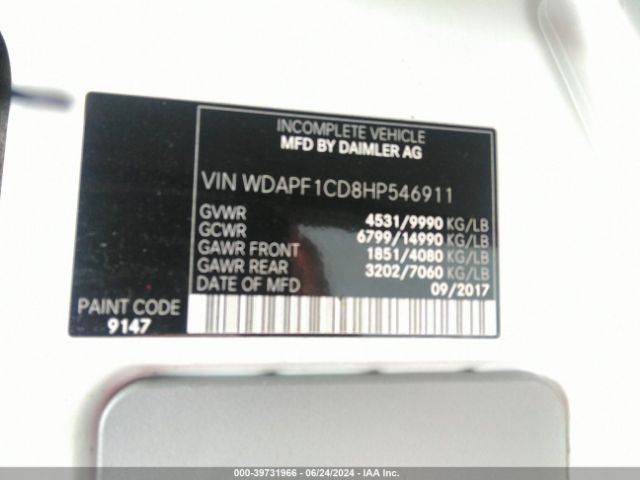 INCOMPLETE VEHICLE
MFD BY DAIMLER AG
VIN WDAPF1CD8HP546911
GVWR 4531/9990 KG/LB
GCWR 6799/14990 KG/LB
GAWR FRONT 1851/4080 KG/LB
GAWR REAR 3202/7060 KG/LB
DATE OF MFD 09/2017
PAINT CODE
9147
000-39731966 - 06/24/2024 - IAA Inc.